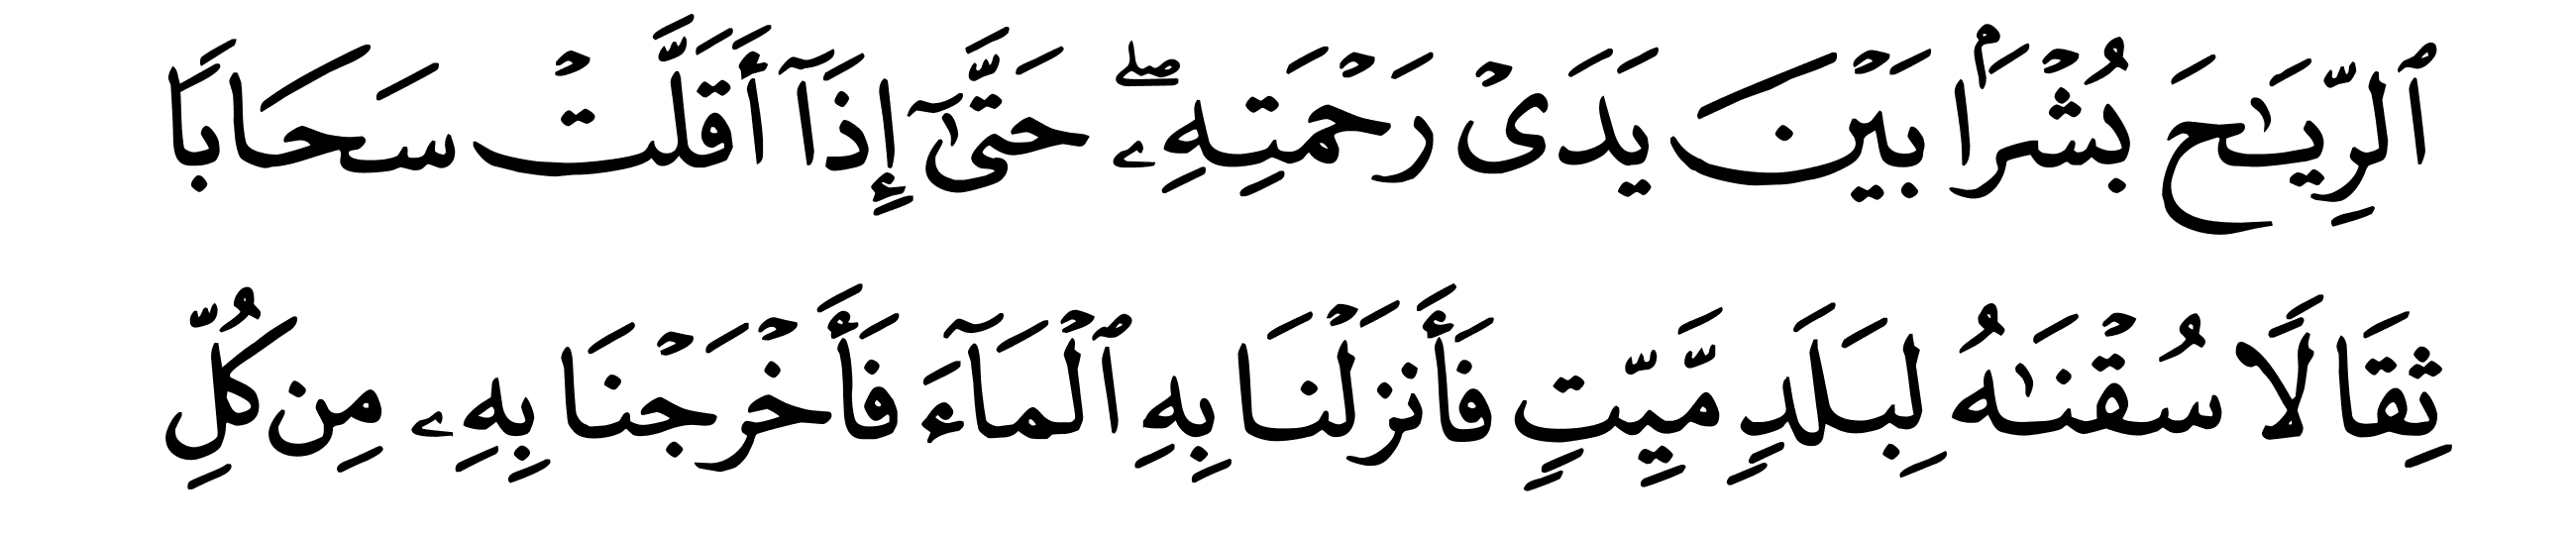 ٱلرِّيَـٰحَ بُشْرَۢا بَيْنَ يَدَىْ رَحْمَتِهِۦ ۖ حَتَّىٰٓ إِذَآ أَقَلَّتْ سَحَابًا
ثِقَالًا سُقْنَـٰهُ لِبَلَدٍ مَّيِّتٍ فَأَنزَلْنَا بِهِ ٱلْمَآءَ فَأَخْرَجْنَا بِهِۦ مِن كُلِّ